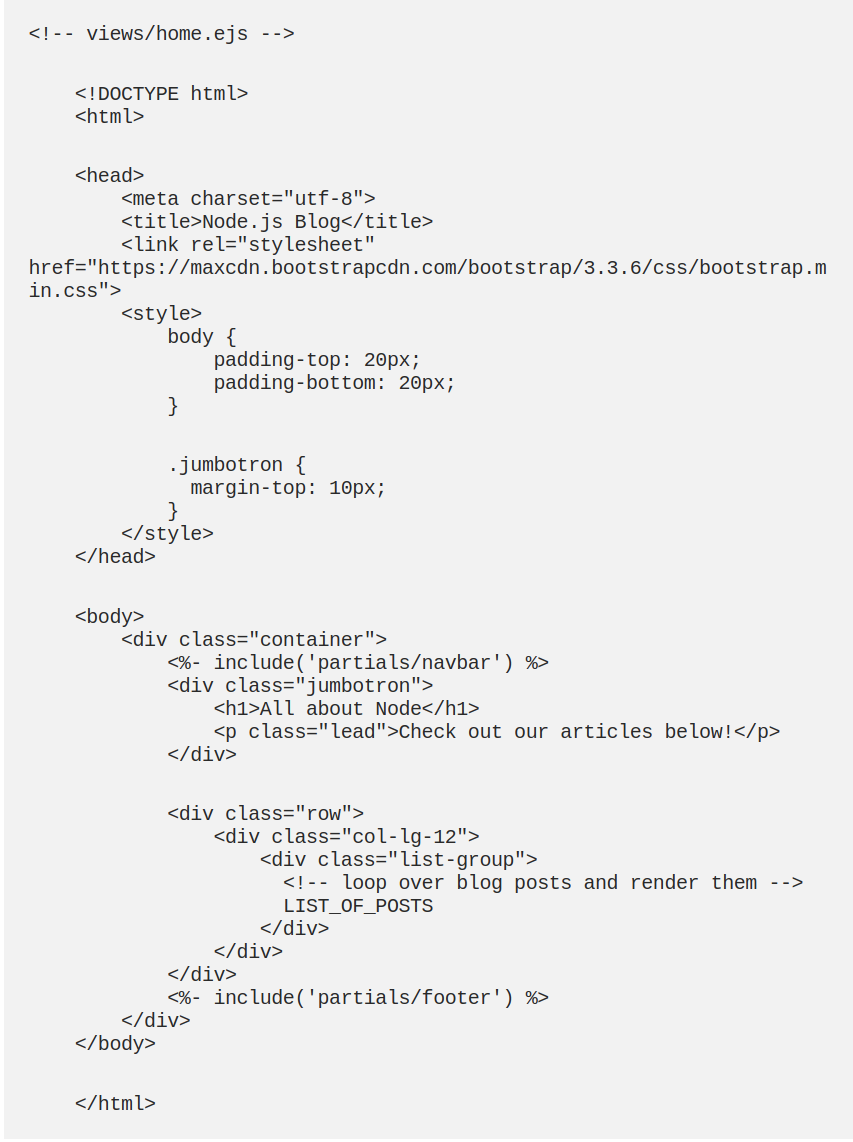 <!-- views/home.ejs -->
<!DOCTYPE html>
<html>
<head>
<meta charset="utf-8">
<title>Node.js Blog</title>
<link rel="stylesheet"
href="https://maxcdn.bootstrapcdn.com/bootstrap/3.3.6/css/bootstrap.m
in.css">
<style>
body {
padding-top: 20px;
padding-bottom: 20px;
}
.jumbotron {
margin-top: 10px;
}
</style>
</head>
<body>
<div class="container">
<%- include('partials/navbar') %>
<div class="jumbotron">
<h1>All about Node</h1>
<p class="lead">Check out our articles below!</p>
</div>
<div class="row">
<div class="col-lg-12">
<div class="list-group">
<!-- loop over blog posts and render them -->
LIST_OF_POSTS
</div>
</div>
</div>
<%- include('partials/footer') %>
</div>
</body>
</html>